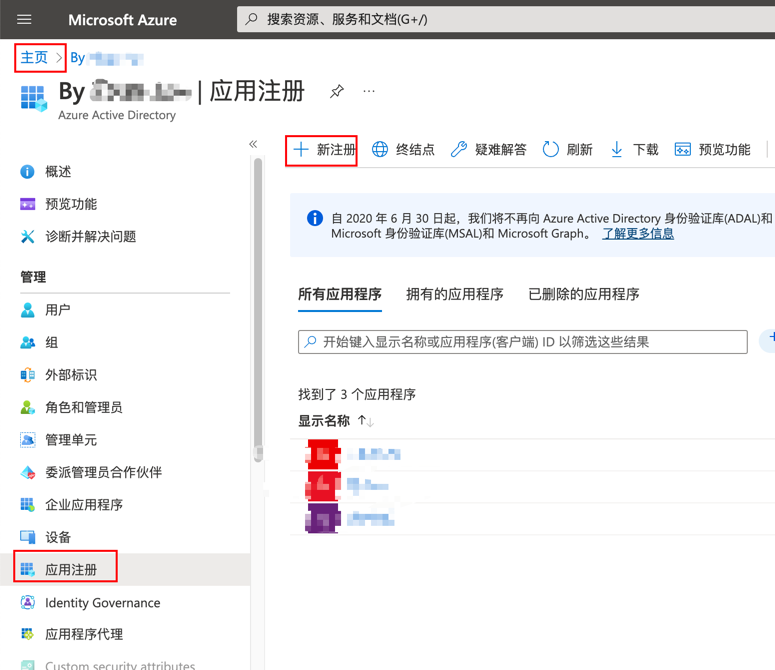 Microsoft Azure
搜索资源、服务和文档(G+/)
主页 > By
By | 应用注册
Azure Active Directory
概述
预览功能
诊断并解决问题
管理
用户
组
外部标识
角色和管理员
管理单元
委派管理员合作伙伴
企业应用程序
设备
应用注册
Identity Governance
应用程序代理
Custom security attributes
新注册
终结点
疑难解答
刷新
下载
预览功能
自 2020 年 6 月 30 日起，我们将不再向 Azure Active Directory 身份验证库(ADAL)和
Microsoft 身份验证库(MSAL)和 Microsoft Graph。 了解更多信息
所有应用程序
拥有的应用程序
已删除的应用程序
开始键入显示名称或应用程序(客户端) ID 以筛选这些结果
找到了 3 个应用程序
显示名称